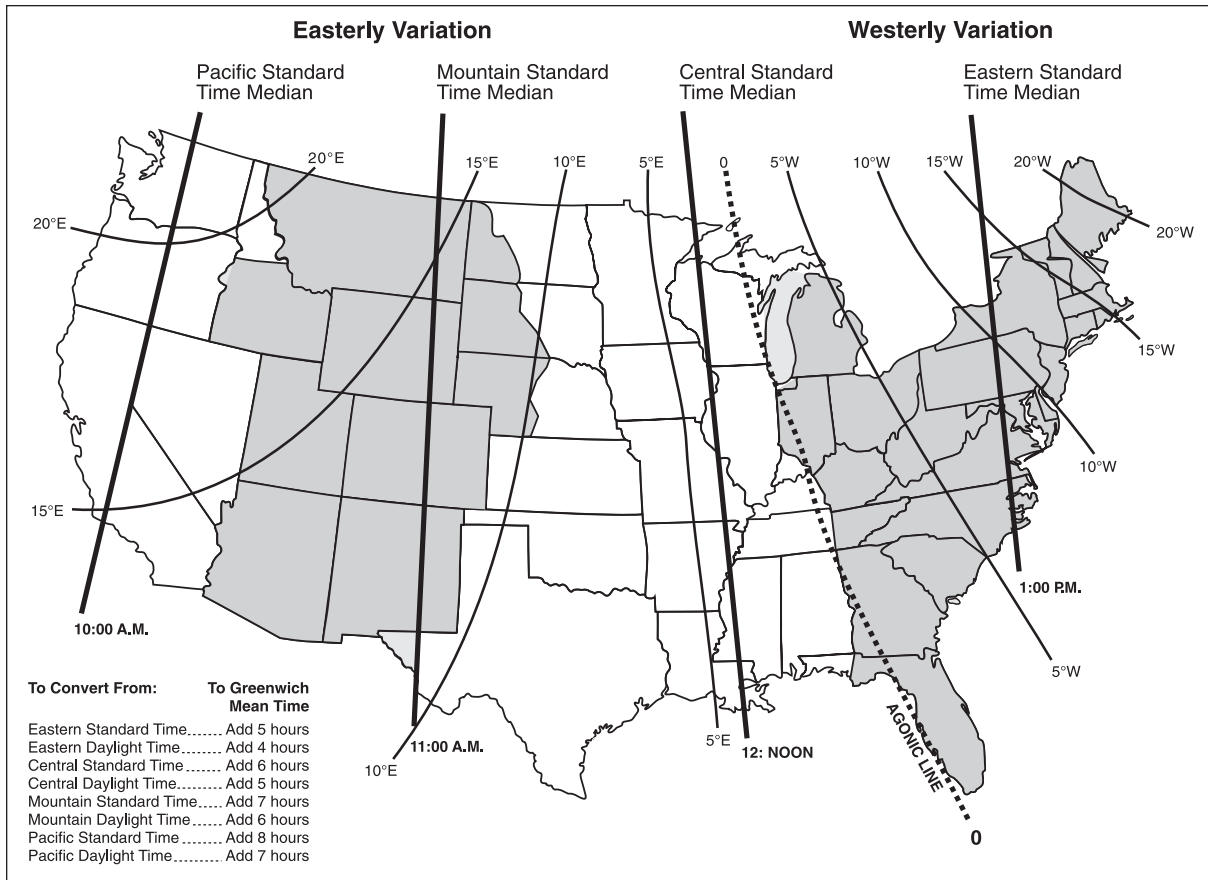 Easterly Variation
Westerly Variation
Pacific Standard
Time Median
Mountain Standard
Time Median
Central Standard
Time Median
Eastern Standard
Time Median
20°E
15°E
10°E
5°E
0
5°W
10°W
15°W
20°W
20°E
20°W
15°W
10°W
15°E
1:00 P.M.
10:00 A.M.
5°W
To Convert From:
To Greenwich
Mean Time
Eastern Standard Time...... Add 5 hours
Eastern Daylight Time....... Add 4 hours
Central Standard Time...... Add 6 hours
Central Daylight Time....... Add 5 hours
Mountain Standard Time... Add 7 hours
Mountain Daylight Time.... Add 6 hours
Pacific Standard Time ...... Add 8 hours
Pacific Daylight Time........ Add 7 hours
11:00 A.M.
10°E
5°E
12: NOON
AGONIC LINE
0